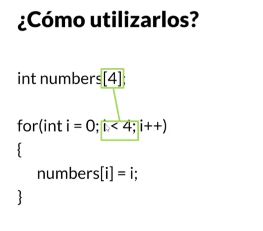 ¿Cómo utilizarlos?
int numbers[4];
for(int i = 0; i < 4; i++)
{
numbers[i] = i;
}